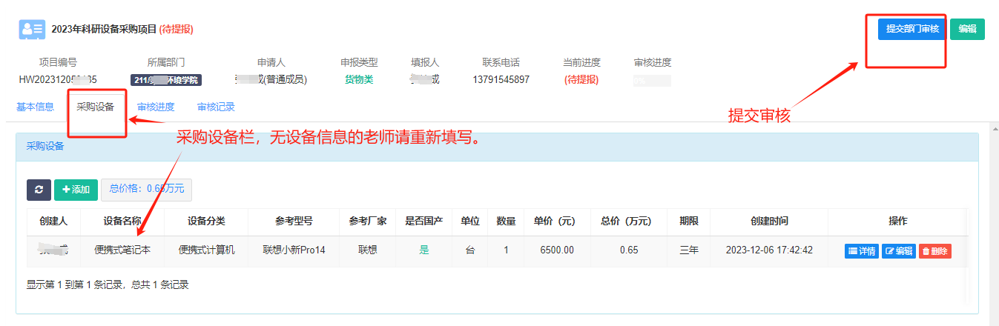 2023年科研设备采购项目 (待提报)
提交部门审核 编辑
项目编号 所属部门 申请人 申报类型 填报人 联系电话 当前进度 审核进度
HW20231205 35 211/ 环境学院 成(普通成员) 货物类 成 13791545897 (待提报) 0%
基本信息 采购设备 审核进度 审核记录
提交审核
采购设备栏，无设备信息的老师请重新填写。
采购设备
添加 总价格：0.65万元
创建人 设备名称 设备分类 参考型号 参考厂家 是否国产 单位 数量 单价（元） 总价（万元） 期限 创建时间 操作
成 便携式笔记本 便携式计算机 联想小新Pro14 联想 是 台 1 6500.00 0.65 三年 2023-12-06 17:42:42 详情 编辑 删除
显示第 1 到第 1 条记录，总共 1 条记录